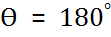 Θ = 180°